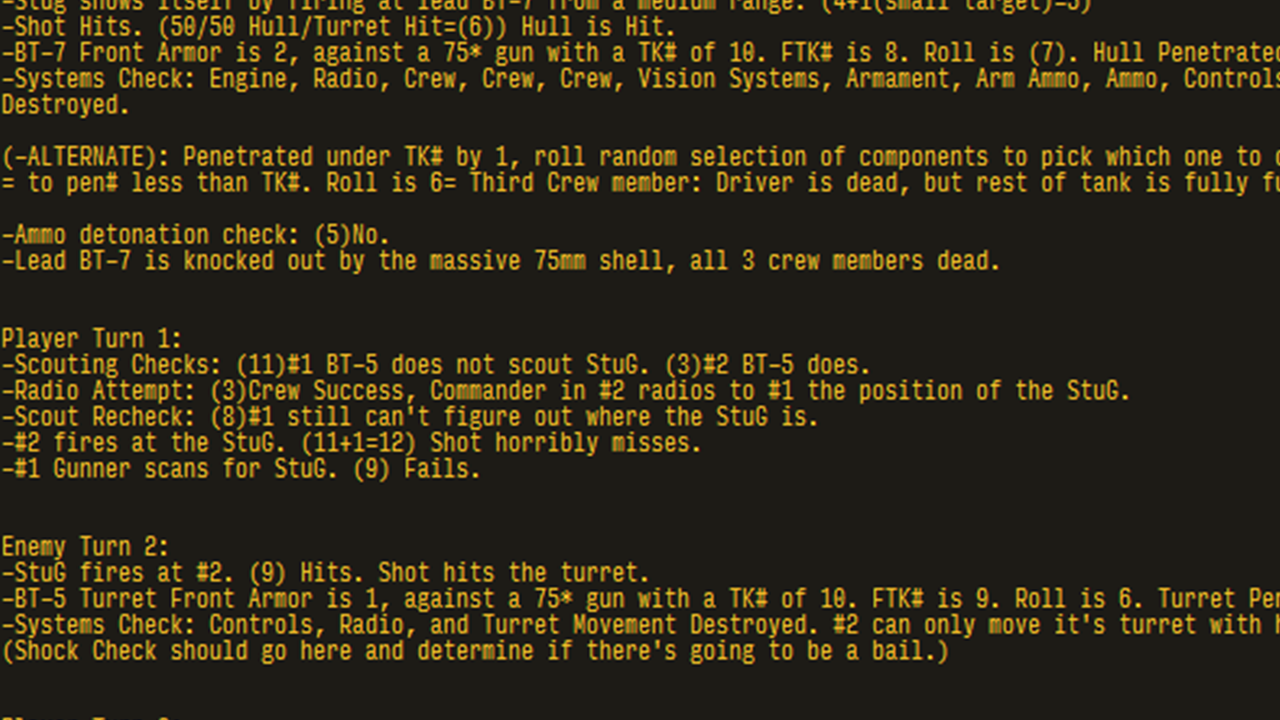 -Stug shows itself by firing at lead BT-7 from a medium range. (4+1(small target)=5)
-Shot Hits. (50/50 Hull/Turret Hit=(6)) Hull is Hit.
-BT-7 Front Armor is 2, against a 75* gun with a TK# of 10. FTK# is 8. Roll is (7). Hull Penetrated
-Systems Check: Engine, Radio, Crew, Crew, Crew, Vision Systems, Armament, Arm Ammo, Ammo, Controls
Destroyed.
(-ALTERNATE): Penetrated under TK# by 1, roll random selection of components to pick which one to
= to pen# less than TK#. Roll is 6= Third Crew member: Driver is dead, but rest of tank is fully
-Ammo detonation check: (5)No.
-Lead BT-7 is knocked out by the massive 75mm shell, all 3 crew members dead.
Player Turn 1:
-Scouting Checks: (11)#1 BT-5 does not scout StuG. (3)#2 BT-5 does.
-Radio Attempt: (3)Crew Success, Commander in #2 radios to #1 the position of the StuG.
-Scout Recheck: (8)#1 still can't figure out where the StuG is.
-#2 fires at the StuG. (11+1=12) Shot horribly misses.
-#1 Gunner scans for StuG. (9) Fails.
Enemy Turn 2:
-StuG fires at #2. (9) Hits. Shot hits the turret.
-BT-5 Turret Front Armor is 1, against a 75* gun with a TK# of 10. FTK# is 9. Roll is 6. Turret
-Systems Check: Controls, Radio, and Turret Movement Destroyed. #2 can only move it's turret with
(Shock Check should go here and determine if there's going to be a bail.)